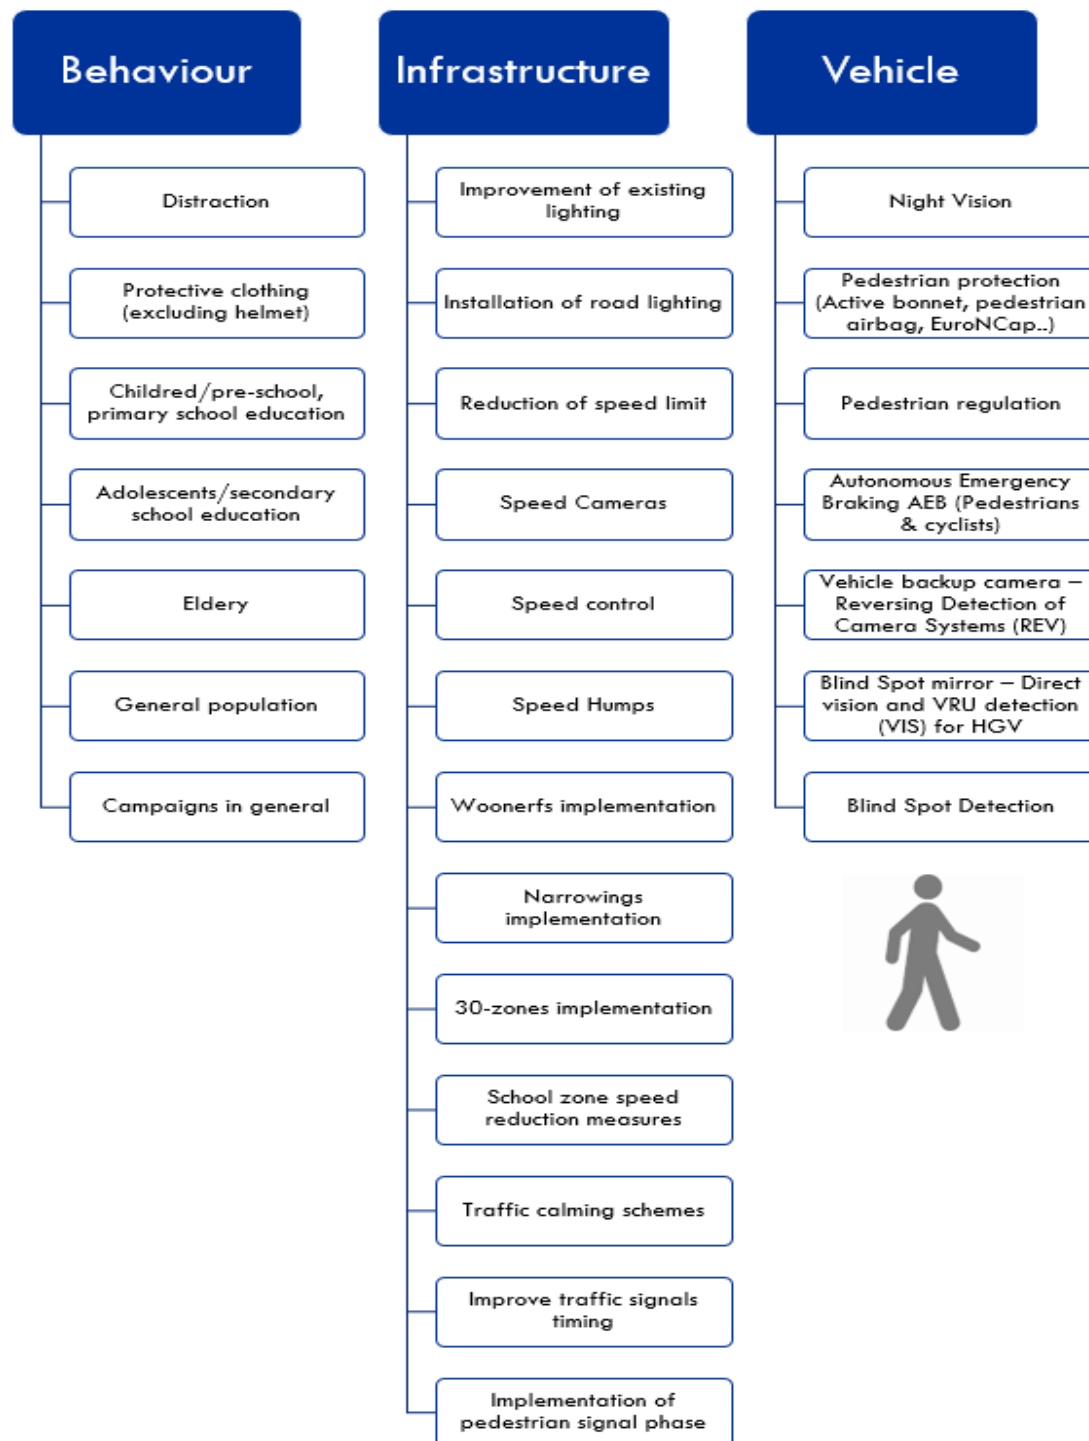 Behaviour
Distraction
Protective clothing
(excluding helmet)
Childred/pre-school,
primary school education
Adolescents/secondary
school education
Eldery
General population
Campaigns in general
Infrastructure
Improvement of existing
lighting
Installation of road lighting
Reduction of speed limit
Speed Cameras
Speed control
Speed Humps
Woonerfs implementation
Narrowings
implementation
30-zones implementation
School zone speed
reduction measures
Traffic calming schemes
Improve traffic signals
timing
Implementation of
pedestrian signal phase
Vehicle
Night Vision
Pedestrian protection
(Active bonnet, pedestrian
airbag, EuroNCap..)
Pedestrian regulation
Autonomous Emergency
Braking AEB (Pedestrians
& cyclists)
Vehicle backup camera –
Reversing Detection of
Camera Systems (REV)
Blind Spot mirror – Direct
vision and VRU detection
(VIS) for HGV
Blind Spot Detection